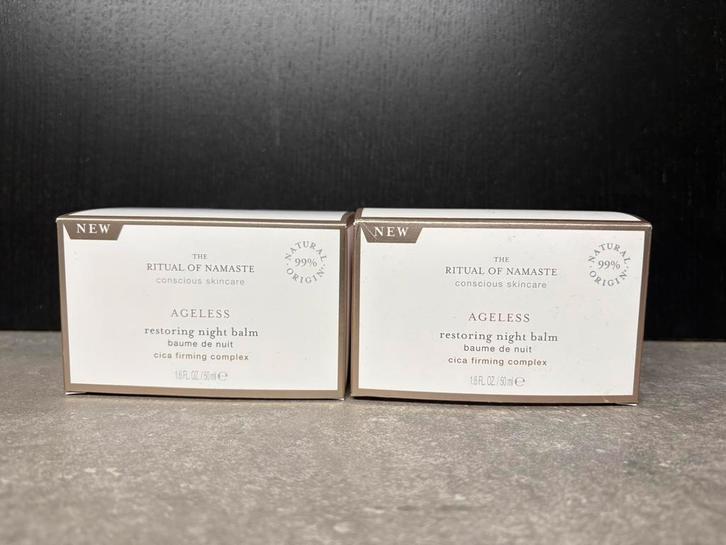 NEW
THE
RITUAL OF NAMASTE
conscious skincare
NATURAL
99%
ORIGIN
AGELESS
restoring night balm
baume de nuit
cica firming complex
1.6 FL. OZ. / 50 ml ℮
NEW
THE
RITUAL OF NAMASTE
conscious skincare
NATURAL
99%
ORIGIN
AGELESS
restoring night balm
baume de nuit
cica firming complex
1.6 FL. OZ. / 50 ml ℮